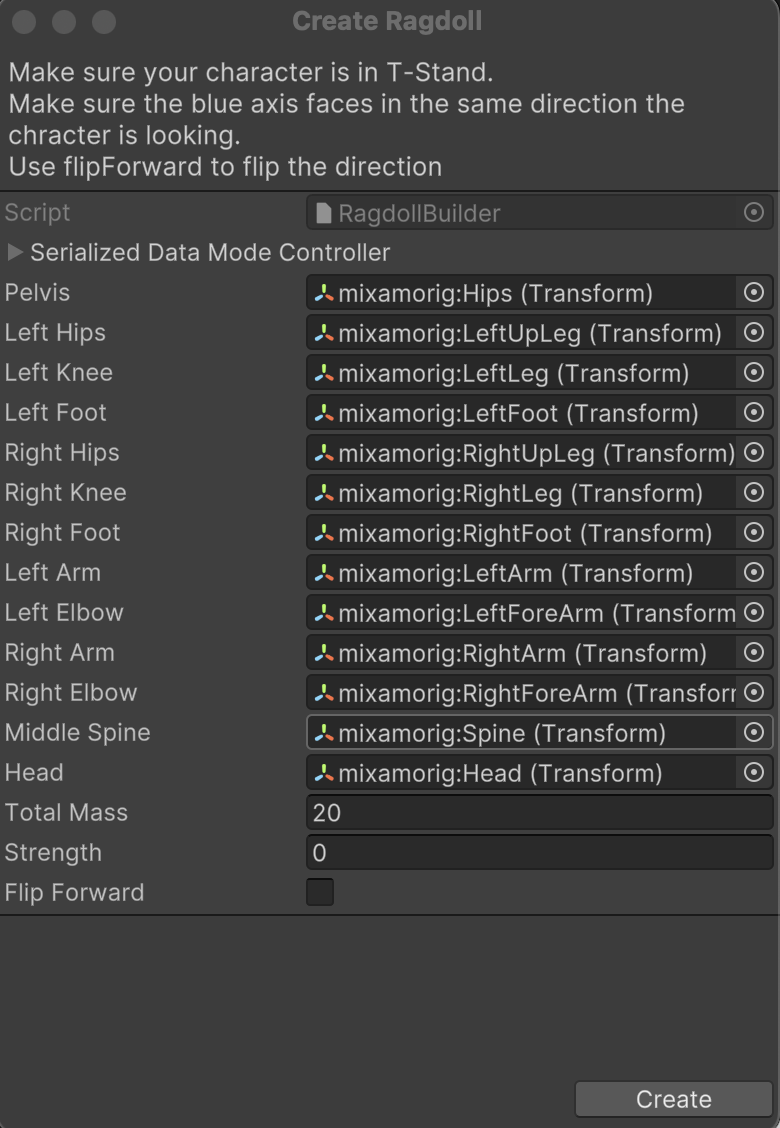 Create Ragdoll
Make sure your character is in T-Stand.
Make sure the blue axis faces in the same direction the
chracter is looking.
Use flipForward to flip the direction
Script RagdollBuilder
Serialized Data Mode Controller
Pelvis mixamorig:Hips (Transform)
Left Hips mixamorig:LeftUpLeg (Transform)
Left Knee mixamorig:LeftLeg (Transform)
Left Foot mixamorig:LeftFoot (Transform)
Right Hips mixamorig:RightUpLeg (Transform)
Right Knee mixamorig:RightLeg (Transform)
Right Foot mixamorig:RightFoot (Transform)
Left Arm mixamorig:LeftArm (Transform)
Left Elbow mixamorig:LeftForeArm (Transform
Right Arm mixamorig:RightArm (Transform)
Right Elbow mixamorig:RightForeArm (Transfor
Middle Spine mixamorig:Spine (Transform)
Head mixamorig:Head (Transform)
Total Mass 20
Strength 0
Flip Forward
Create